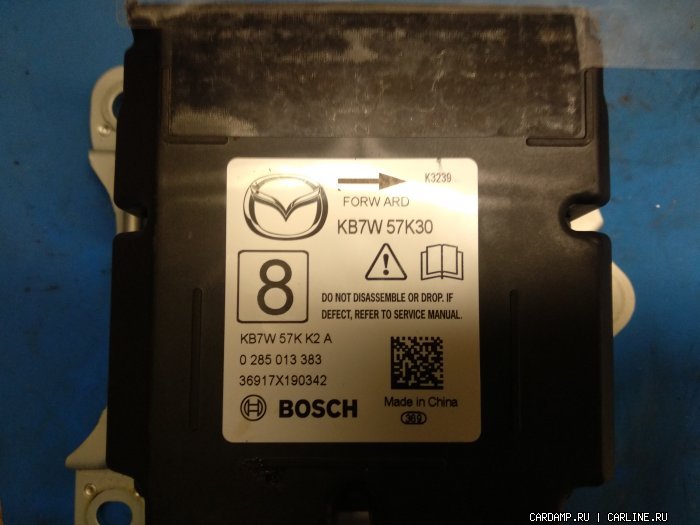 K3239
FORWARD
KB7W 57K30
8
DO NOT DISASSEMBLE OR DROP. IF
DEFECT, REFER TO SERVICE MANUAL.
KB7W 57K K2 A
0 285 013 383
36917X190342
BOSCH
Made in China
369
CARDAMP.RU | CARLINE.RU